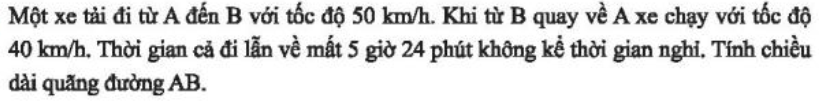 Một xe tải đi từ A đến B với tốc độ 50 km/h. Khi từ B quay về A xe chạy với tốc độ
40 km/h. Thời gian cả đi lẫn về mất 5 giờ 24 phút không kể thời gian nghỉ. Tính chiều
dài quãng đường AB.